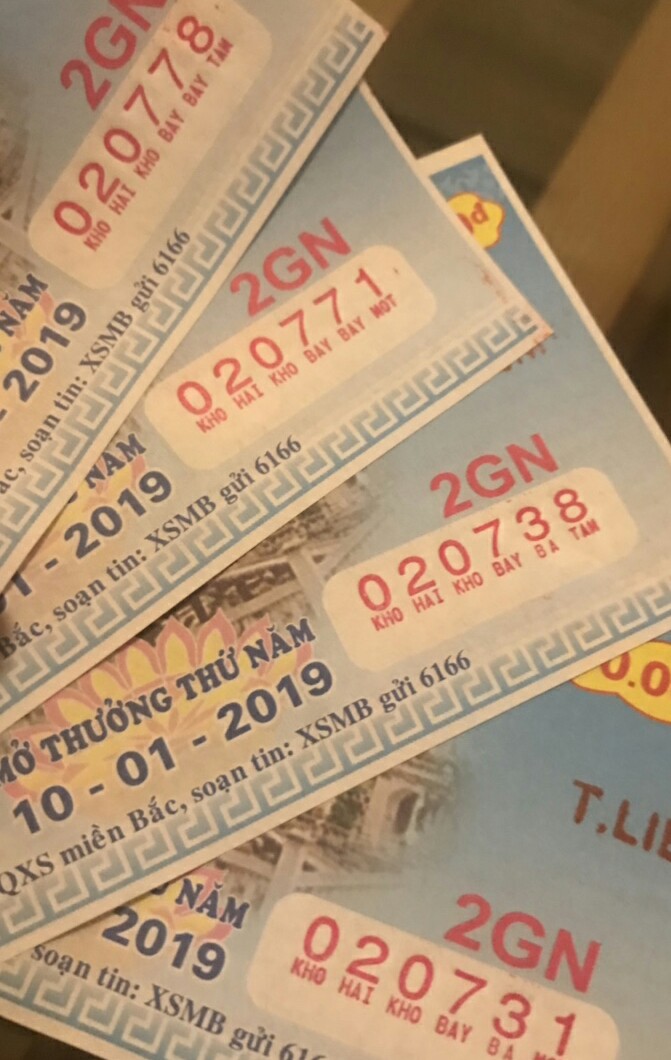 2GN
020778
KHO HAI KHO BAY BAY TAM
NĂM
2019
soạn tin: XSMB gửi 6166
2GN
020771
KHO HAI KHO BAY BAY MOT
NĂM
- 2019
Bắc, soạn tin: XSMB gửi 6166
2GN
020738
KHO HAI KHO BAY BA TAM
MỞ THƯỞNG THỨ NĂM
10 - 01 - 2019
QXS miền Bắc, soạn tin: XSMB gửi 6166
2GN
020731
KHO HAI KHO BAY BA
NĂM
2019
soạn tin: XSMB gửi